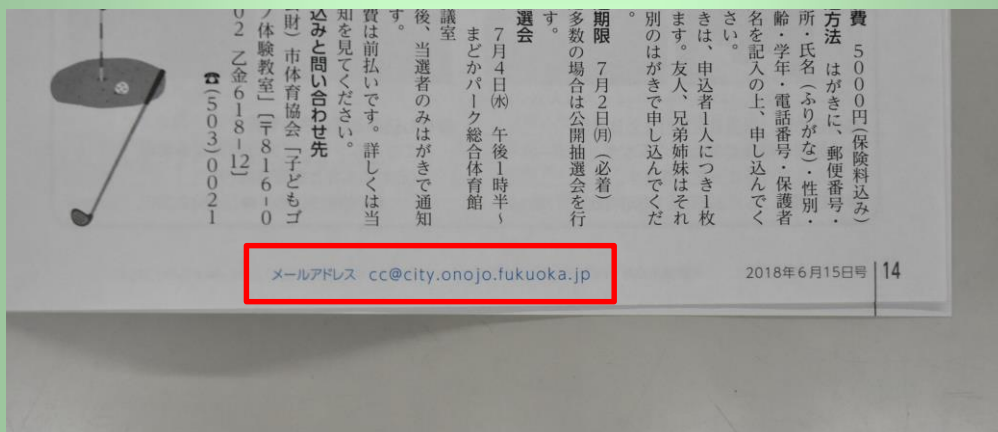 費 5000円(保険料込み)
方法 はがきに、郵便番号・
所・氏名(ふりがな)・性別・
齢・学年・電話番号・保護者
名を記入の上、申し込んでく
さい。
きは、申込者1人につき1枚
ます。友人、兄弟姉妹はそれ
別のはがきで申し込んでくだ
。
期限 7月2日㈪(必着)
多数の場合は公開抽選会を行
す。
選会
7月4日㈬ 午後1時半~
まどかパーク総合体育館
議室
後、当選者のみはがきで通知
す。
費は前払いです。詳しくは当
知を見てください。
込みと問い合わせ先
財)市体育協会「子どもゴ
フ体験教室」[〒816-0
02 乙金618-12]
☎(503)0021
メールアドレス cc@city.onojo.fukuoka.jp
2018年6月15日号 14